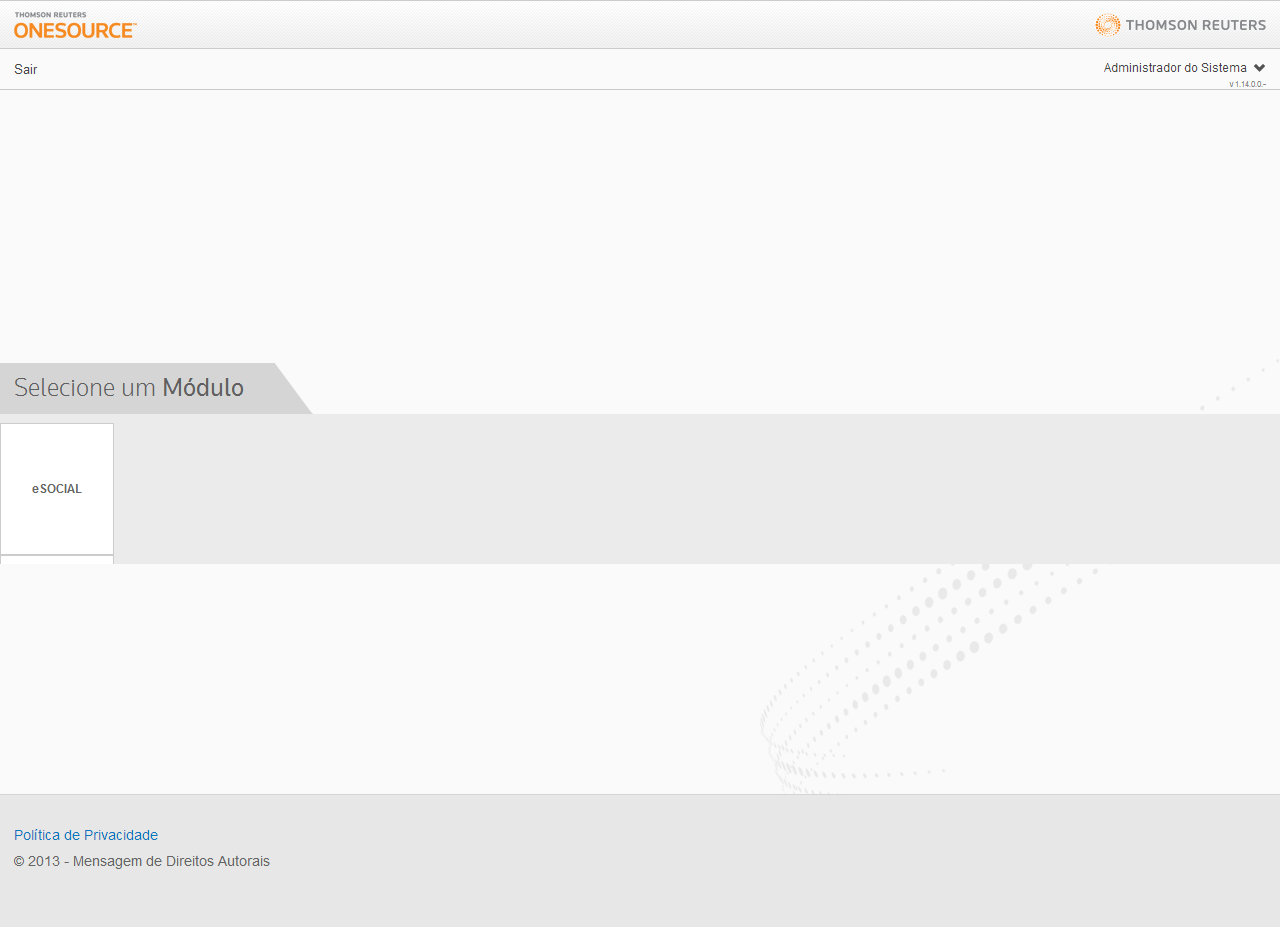 THOMSON REUTERS
ONESOURCE™
THOMSON REUTERS
Sair
Administrador do Sistema
v 1.14.0.0.-
Selecione um Módulo
eSOCIAL
Política de Privacidade
© 2013 - Mensagem de Direitos Autorais